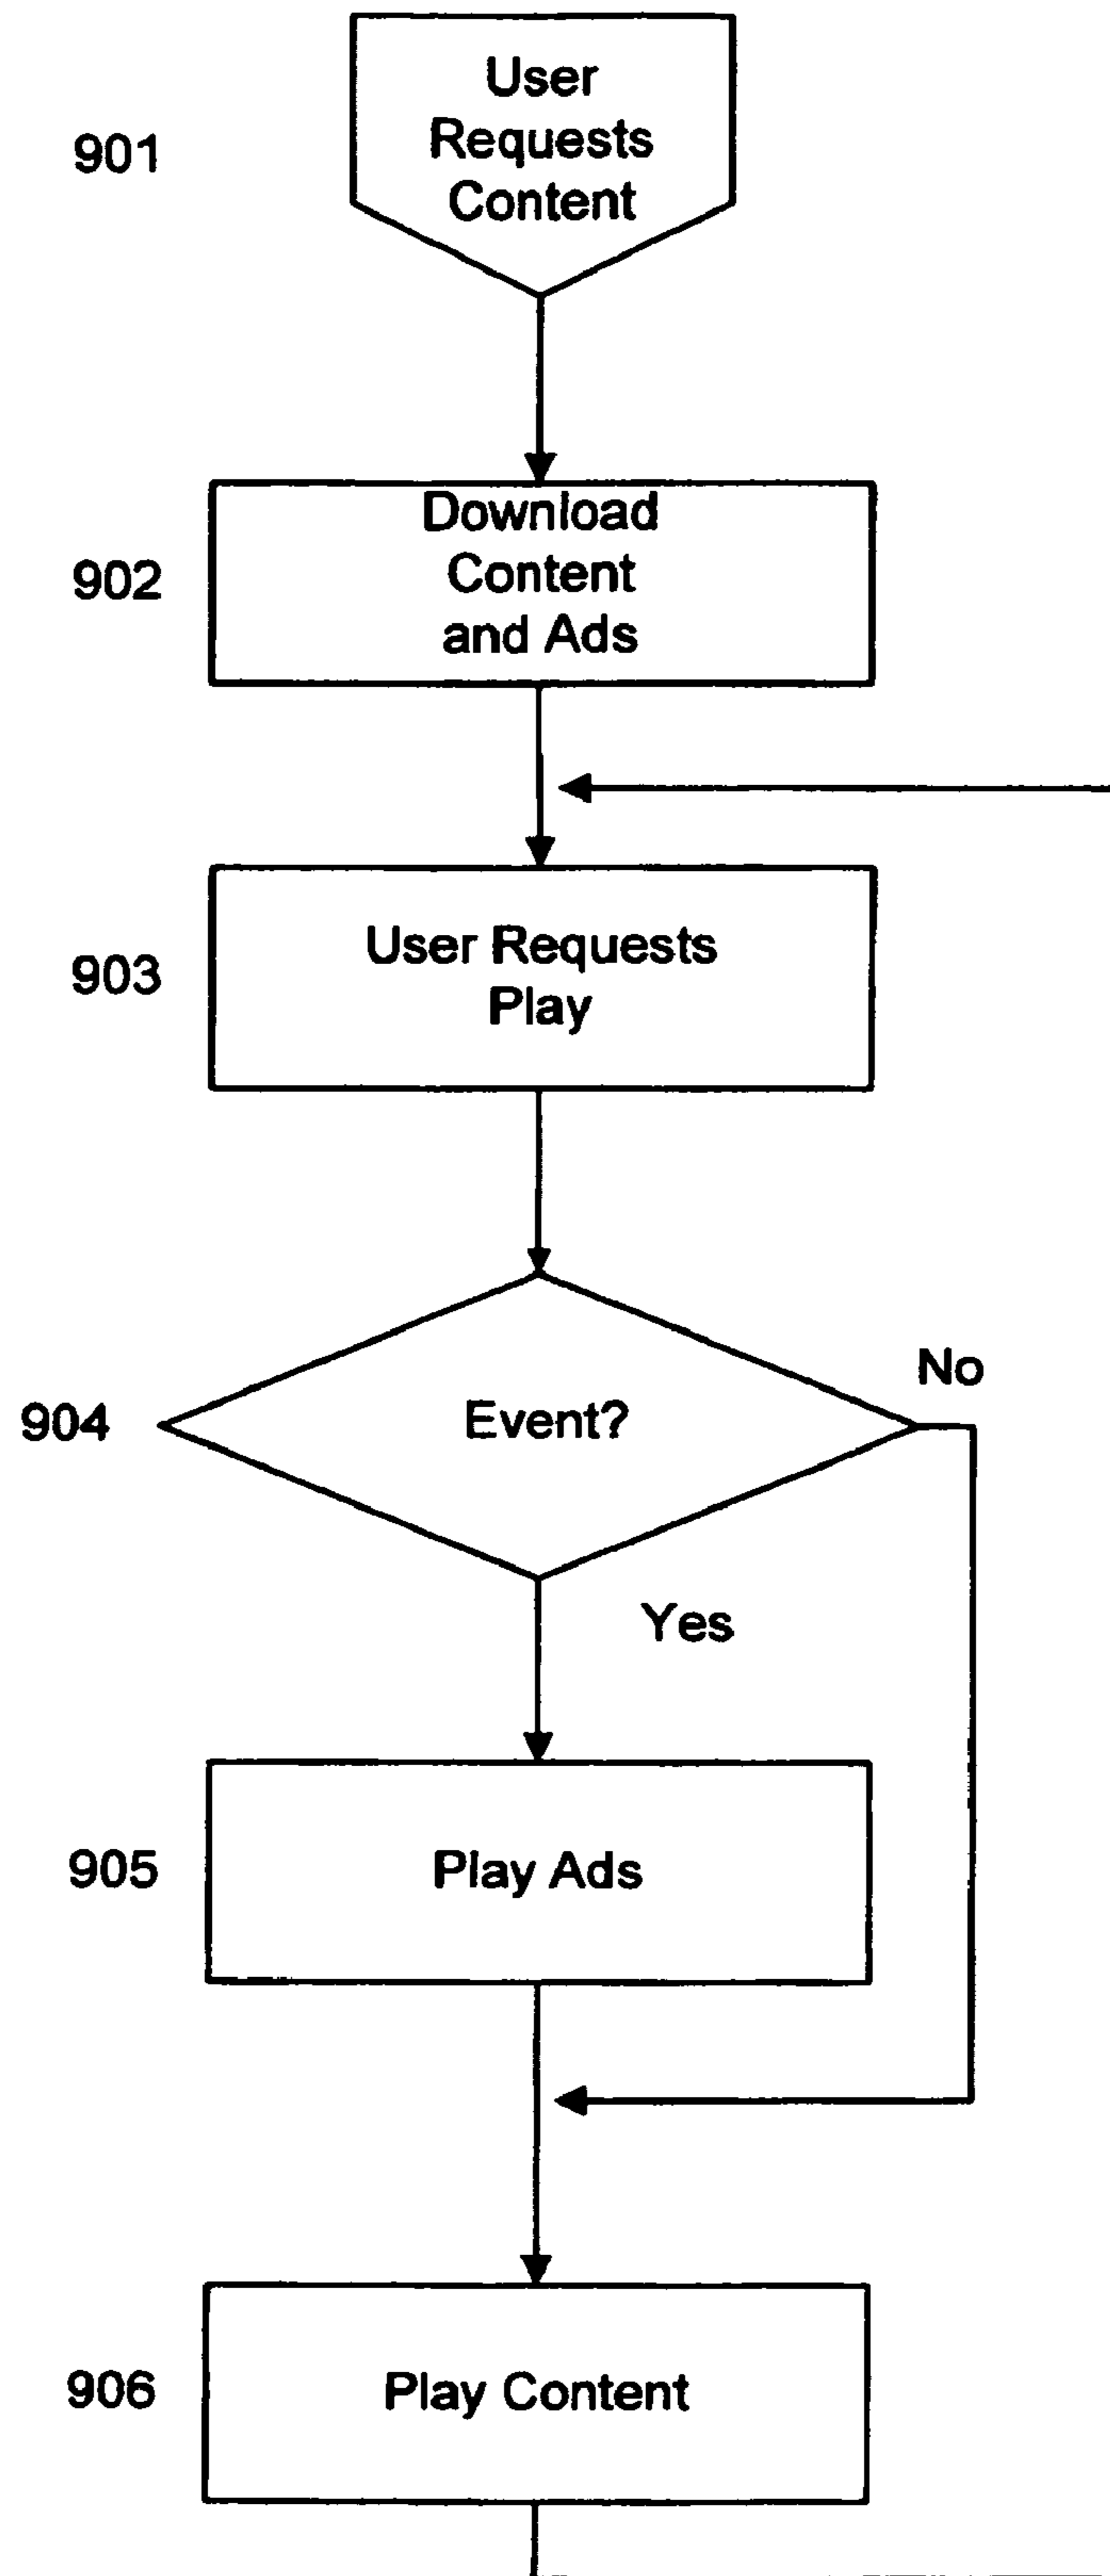 901
User
Requests
Content
902
Download
Content
and Ads
903
User Requests
Play
904
Event?
No
Yes
905
Play Ads
906
Play Content